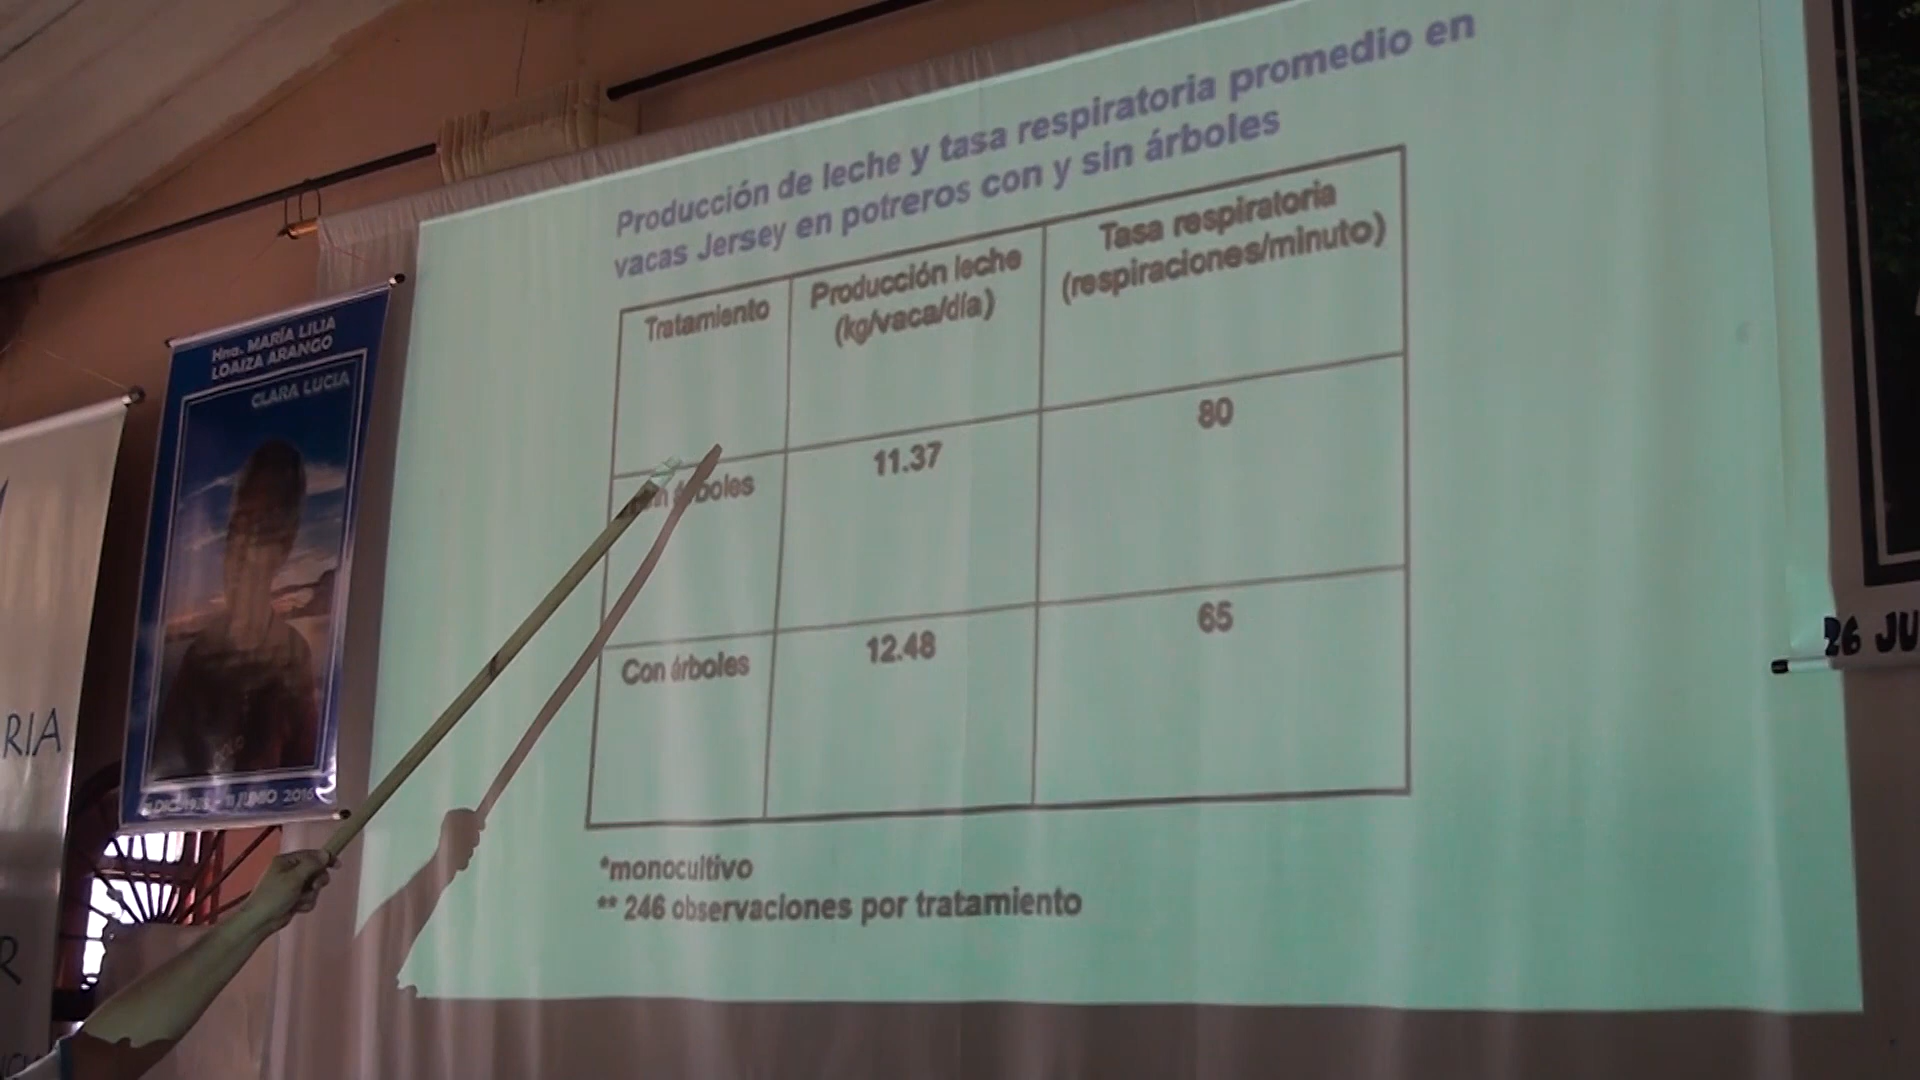 Producción de leche y tasa respiratoria promedio en
vacas Jersey en potreros con y sin árboles
Tratamiento
Producción leche
(kg/vaca/día)
Tasa respiratoria
(respiraciones/minuto)
árboles
11.37
80
Con árboles
12.48
65
*monocultivo
** 246 observaciones por tratamiento
Hna. MARÍA LILIA
LOAIZA ARANGO
CLARA LUCIA
11 JUNIO 2016
RIA
R
26 JU